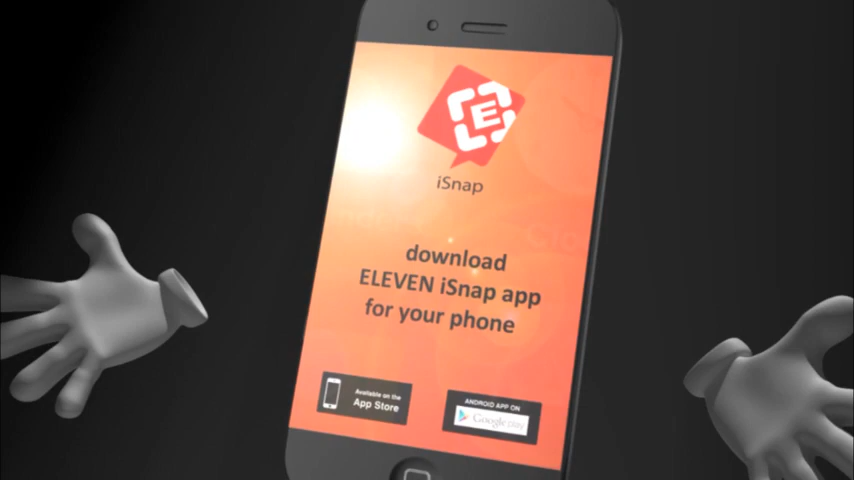 E
iSnap
download
ELEVEN iSnap app
for your phone
Available on the
App Store
ANDROID APP ON
Google play